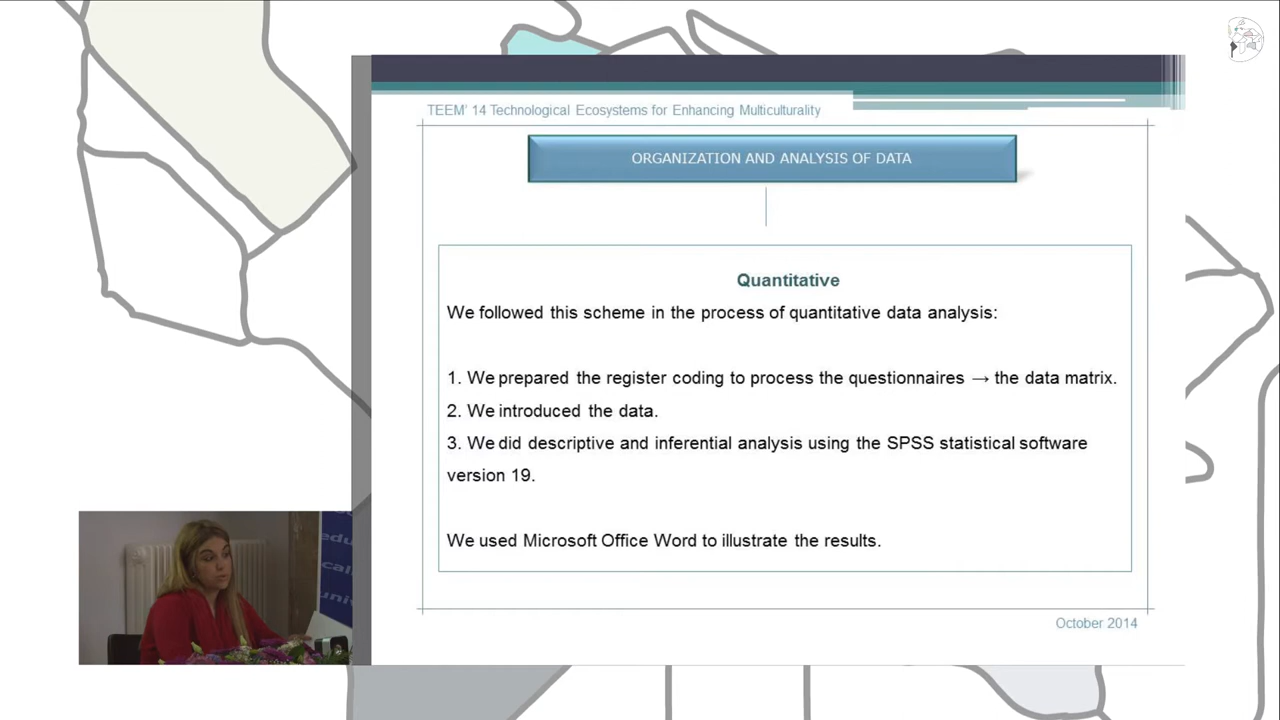 TEEM' 14 Technological Ecosystems for Enhancing Multiculturality
ORGANIZATION AND ANALYSIS OF DATA
Quantitative
We followed this scheme in the process of quantitative data analysis:
1. We prepared the register coding to process the questionnaires → the data matrix.
2. We introduced the data.
3. We did descriptive and inferential analysis using the SPSS statistical software
version 19.
We used Microsoft Office Word to illustrate the results.
October 2014